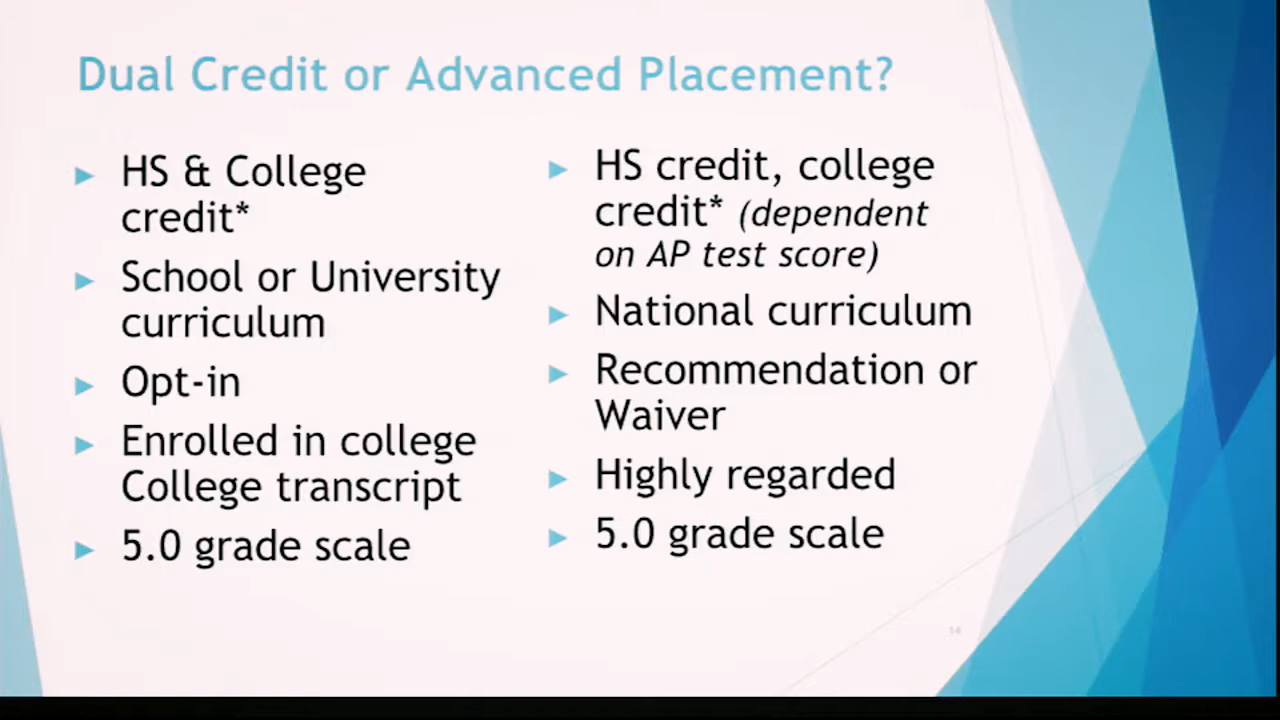 Dual Credit or Advanced Placement?
HS & College
credit*
School or University
curriculum
Opt-in
Enrolled in college
College transcript
5.0 grade scale
HS credit, college
credit* (dependent
on AP test score)
National curriculum
Recommendation or
Waiver
Highly regarded
5.0 grade scale
14